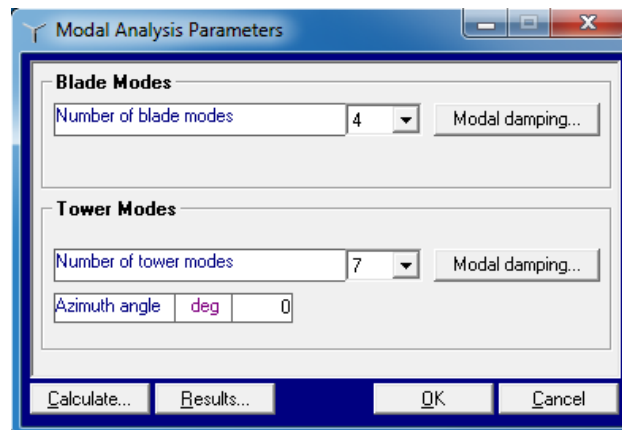 Modal Analysis Parameters
Blade Modes
Number of blade modes 4 Modal damping...
Tower Modes
Number of tower modes 7 Modal damping...
Azimuth angle deg 0
Calculate... Results... OK Cancel